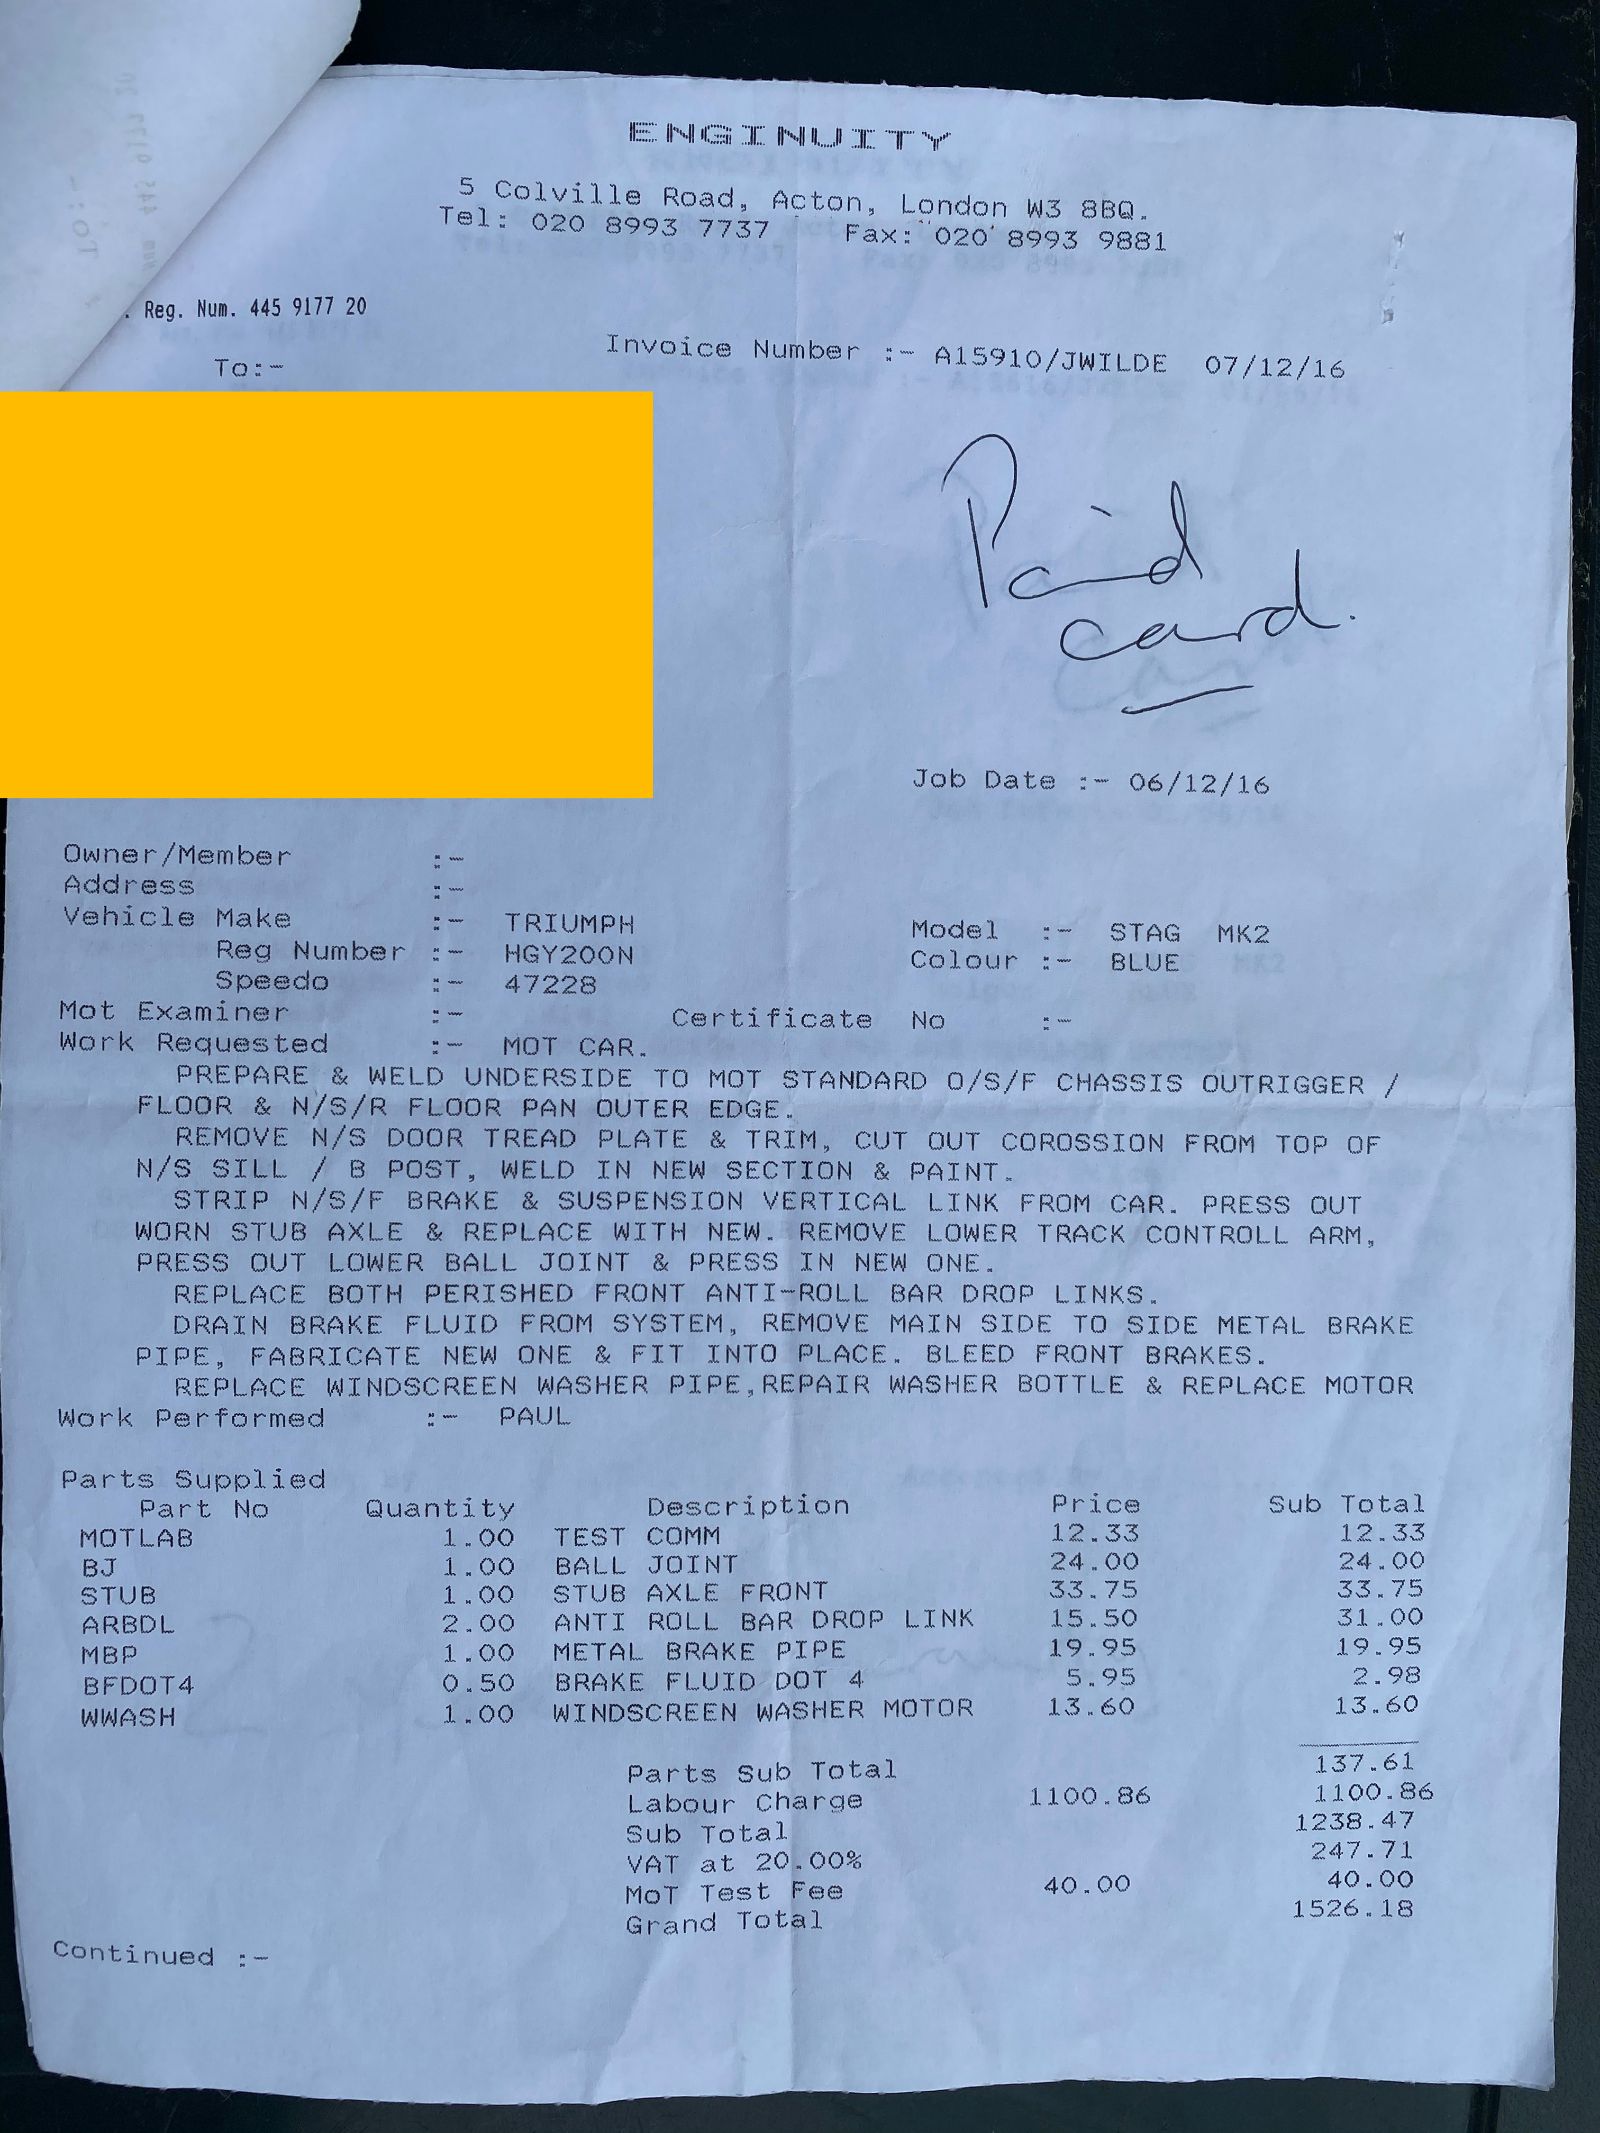 ENGINUITY
5 Colville Road, Acton, London W3 8BQ.
Tel: 020 8993 7737 Fax: 020 8993 9881
. Reg. Num. 445 9177 20
Invoice Number :- A15910/JWILDE 07/12/16
To:-
Paid
card.
Job Date :- 06/12/16
Owner/Member :-
Address :-
Vehicle Make :- TRIUMPH Model :- STAG MK2
Reg Number :- HGY200N Colour :- BLUE
Speedo :- 47228
Mot Examiner :- Certificate No :-
Work Requested :- MOT CAR.
PREPARE & WELD UNDERSIDE TO MOT STANDARD O/S/F CHASSIS OUTRIGGER /
FLOOR & N/S/R FLOOR PAN OUTER EDGE.
REMOVE N/S DOOR TREAD PLATE & TRIM, CUT OUT COROSSION FROM TOP OF
N/S SILL / B POST, WELD IN NEW SECTION & PAINT.
STRIP N/S/F BRAKE & SUSPENSION VERTICAL LINK FROM CAR. PRESS OUT
WORN STUB AXLE & REPLACE WITH NEW. REMOVE LOWER TRACK CONTROLL ARM,
PRESS OUT LOWER BALL JOINT & PRESS IN NEW ONE.
REPLACE BOTH PERISHED FRONT ANTI-ROLL BAR DROP LINKS.
DRAIN BRAKE FLUID FROM SYSTEM, REMOVE MAIN SIDE TO SIDE METAL BRAKE
PIPE, FABRICATE NEW ONE & FIT INTO PLACE. BLEED FRONT BRAKES.
REPLACE WINDSCREEN WASHER PIPE,REPAIR WASHER BOTTLE & REPLACE MOTOR
Work Performed :- PAUL
Parts Supplied
Part No Quantity Description Price Sub Total
MOTLAB 1.00 TEST COMM 12.33 12.33
BJ 1.00 BALL JOINT 24.00 24.00
STUB 1.00 STUB AXLE FRONT 33.75 33.75
ARBDL 2.00 ANTI ROLL BAR DROP LINK 15.50 31.00
MBP 1.00 METAL BRAKE PIPE 19.95 19.95
BFDOT4 0.50 BRAKE FLUID DOT 4 5.95 2.98
WWASH 1.00 WINDSCREEN WASHER MOTOR 13.60 13.60
Parts Sub Total 137.61
Labour Charge 1100.86 1100.86
Sub Total 1238.47
VAT at 20.00% 247.71
MoT Test Fee 40.00 40.00
Grand Total 1526.18
Continued :-